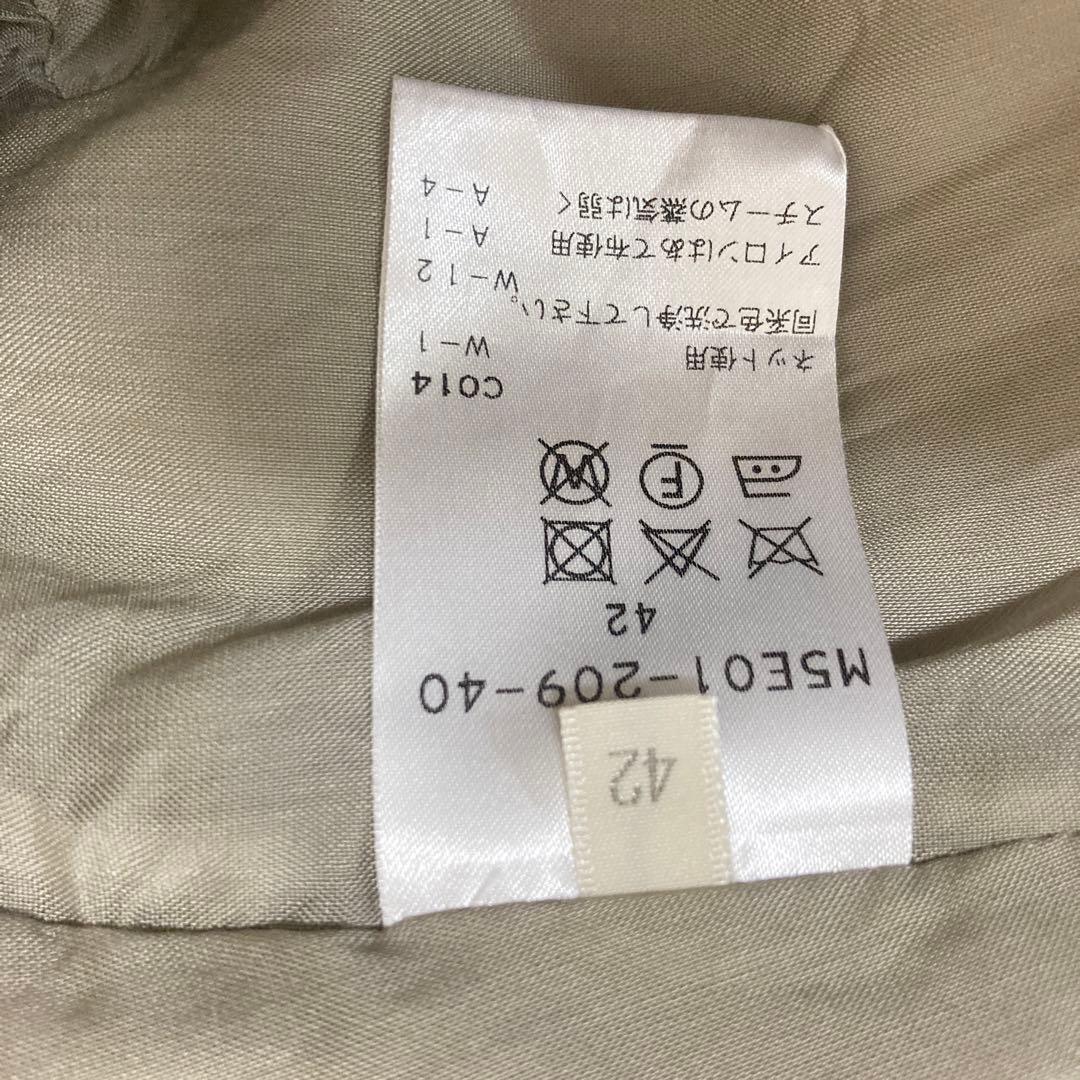 42
M5E01-209-40
42
F
W
C014
ネット使用 W-1
同系色で洗浄して下さい。 W-12
アイロンはあて布使用 A-1
スチームの蒸気は弱く A-4